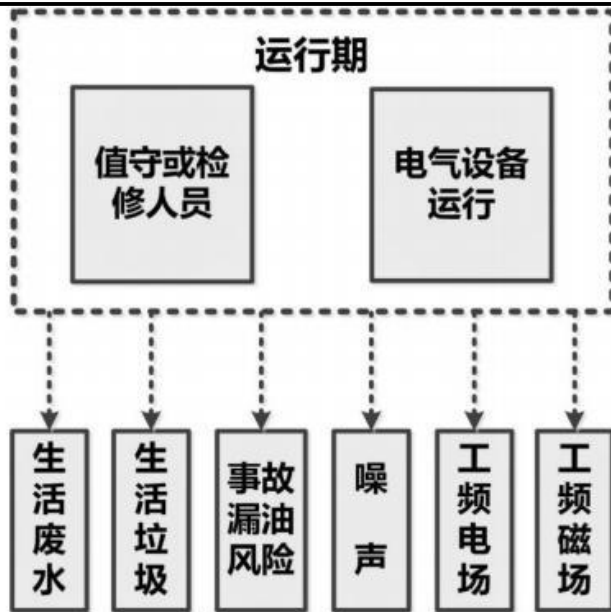 运行期
值守或检
修人员
电气设备
运行
生活废水
生活垃圾
事故
漏油
风险
噪声
工频电场
工频磁场